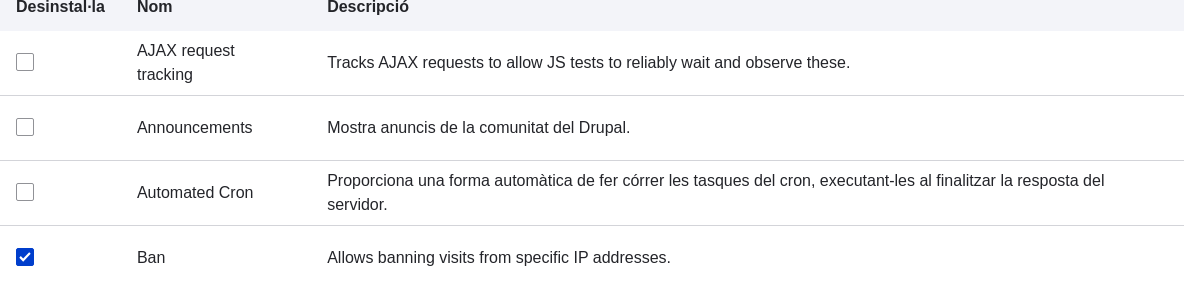 Desinstal·la Nom Descripció
AJAX request
tracking
Tracks AJAX requests to allow JS tests to reliably wait and observe these.
Announcements Mostra anuncis de la comunitat del Drupal.
Automated Cron
Proporciona una forma automàtica de fer córrer les tasques del cron, executant-les al finalitzar la resposta del
servidor.
Ban Allows banning visits from specific IP addresses.